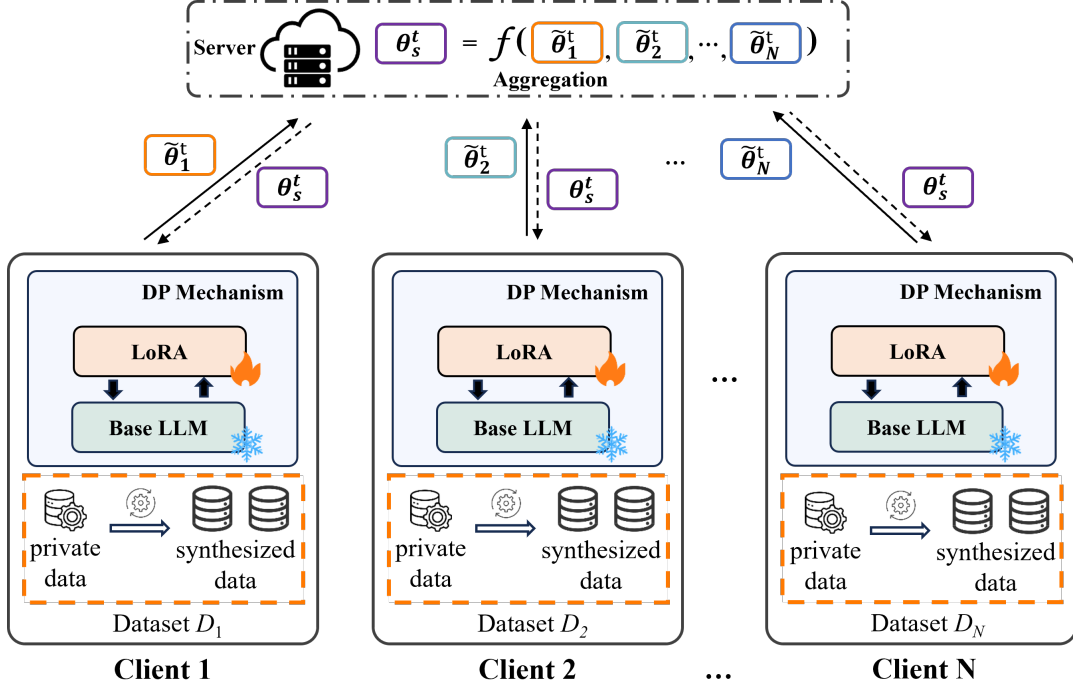 Server
θ_s^t = f(θ̃_1^t, θ̃_2^t, ..., θ̃_N^t)
Aggregation
θ̃_1^t
θ_s^t
θ̃_2^t
θ_s^t
...
θ̃_N^t
θ_s^t
DP Mechanism
LoRA
Base LLM
private
data
synthesized
data
Dataset D_1
Client 1
DP Mechanism
LoRA
Base LLM
private
data
synthesized
data
Dataset D_2
Client 2
...
...
DP Mechanism
LoRA
Base LLM
private
data
synthesized
data
Dataset D_N
Client N